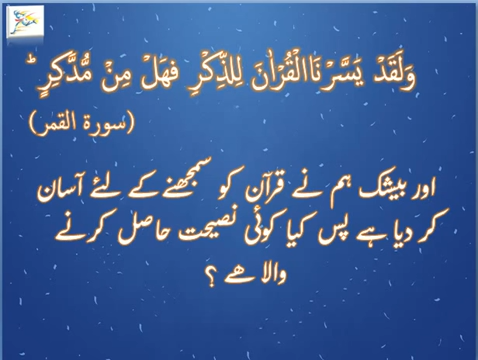 وَلَقَدْ يَسَّرْنَاالْقُرْاٰنَ لِلذِّكْرِ فَهَلْ مِنْ مُّدَّكِرٍ ؕ
(سورة القمر)
اور بیشک ہم نے قرآن کو سمجھنے کے لئے آسان
کر دیا ہے پس کیا کوئی نصیحت حاصل کرنے
والا ھے ؟